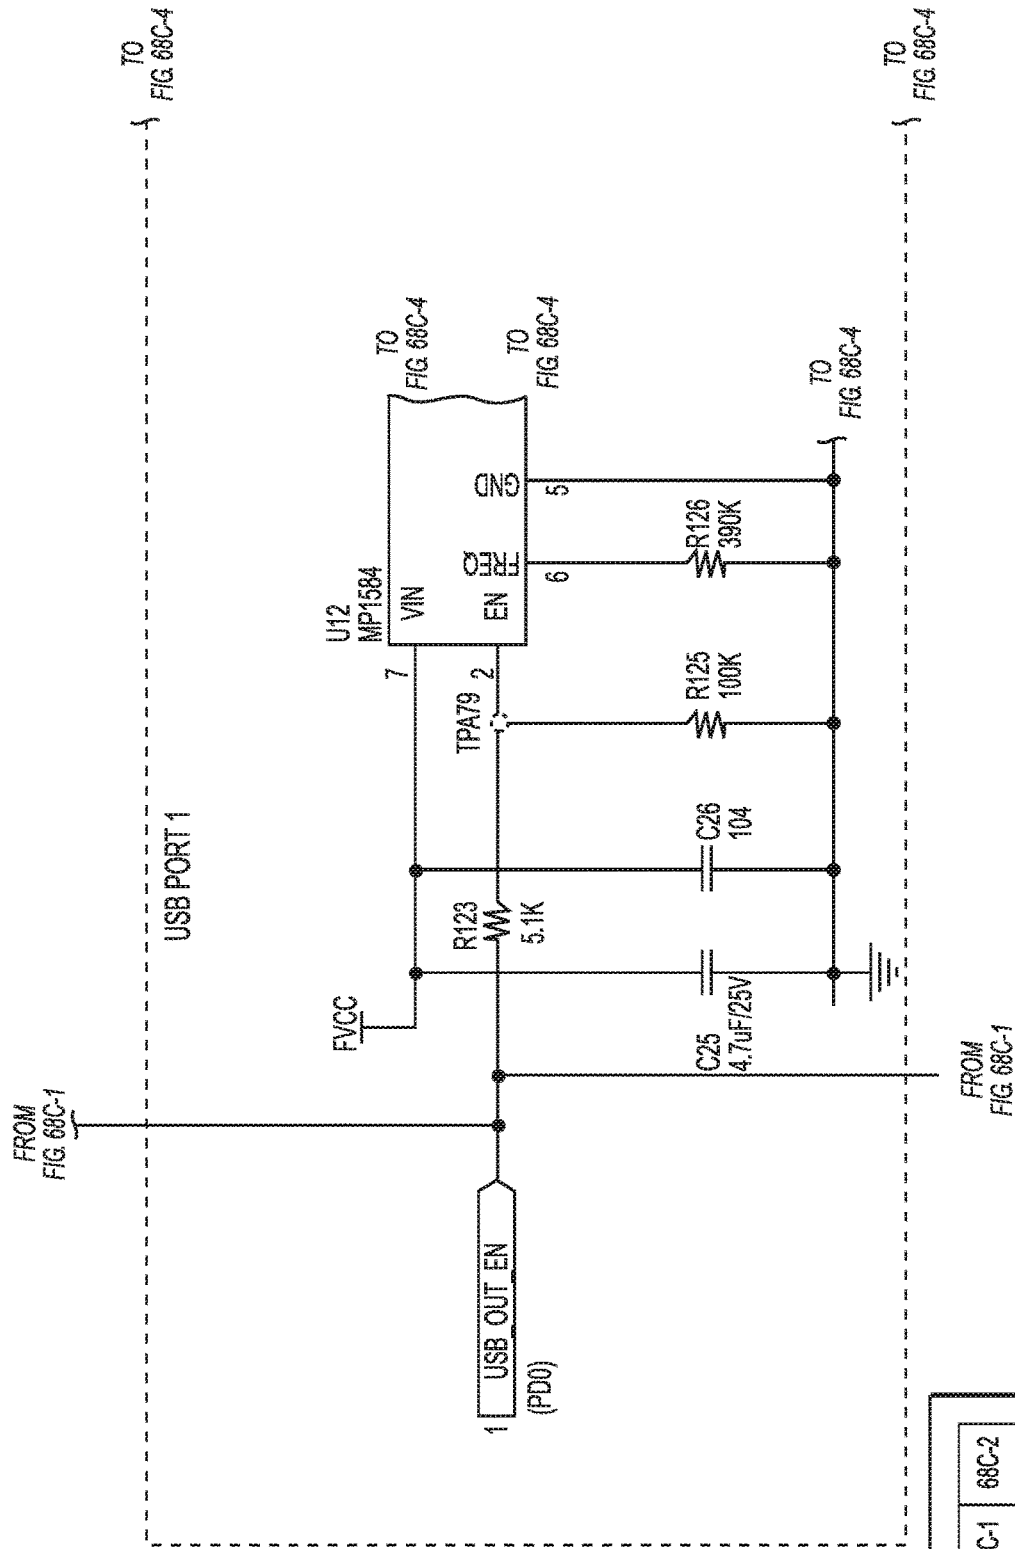 TO
FIG. 68C-4
TO
FIG. 68C-4
USB PORT 1
FROM
FIG. 68C-1
FVCC
U12
MP1584
7
VIN
2
EN
FREQ
6
GND
5
TO
FIG. 68C-4
TO
FIG. 68C-4
TPA79
R123
5.1K
C25
4.7uF/25V
C26
104
R125
100K
R126
390K
TO
FIG. 68C-4
1
USB_OUT_EN
(PD0)
FROM
FIG. 68C-1
C-1
68C-2